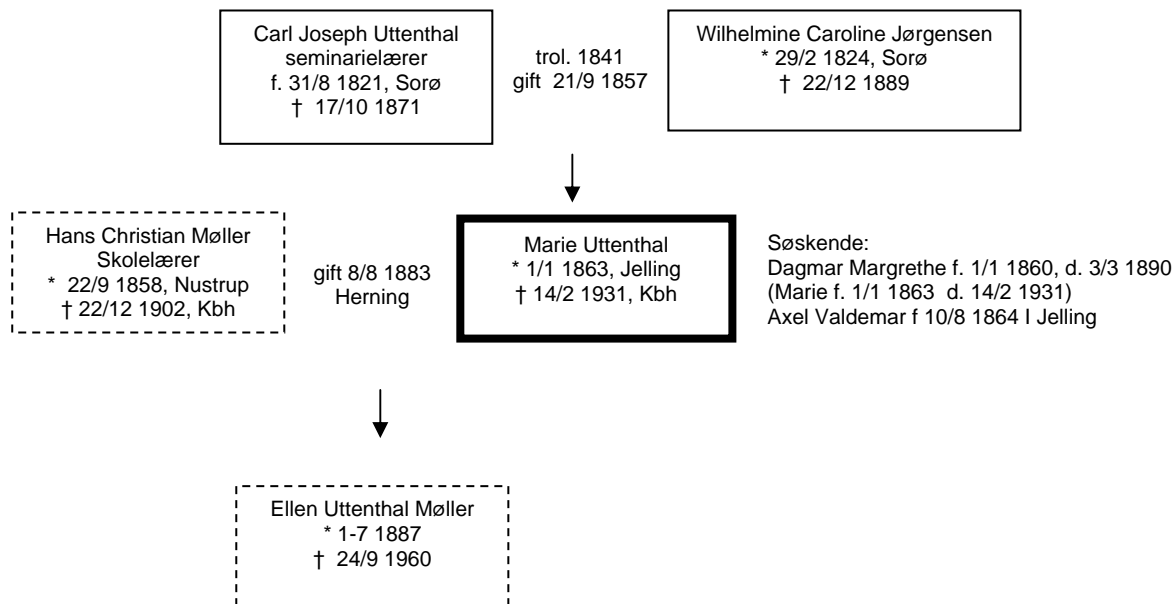 Carl Joseph Uttenthal
seminarielærer
f. 31/8 1821, Sorø
† 17/10 1871
trol. 1841
gift 21/9 1857
Wilhelmine Caroline Jørgensen
* 29/2 1824, Sorø
† 22/12 1889
Hans Christian Møller
Skolelærer
* 22/9 1858, Nustrup
† 22/12 1902, Kbh
gift 8/8 1883
Herning
Marie Uttenthal
* 1/1 1863, Jelling
† 14/2 1931, Kbh
Søskende:
Dagmar Margrethe f. 1/1 1860, d. 3/3 1890
(Marie f. 1/1 1863 d. 14/2 1931)
Axel Valdemar f 10/8 1864 I Jelling
Ellen Uttenthal Møller
* 1-7 1887
† 24/9 1960